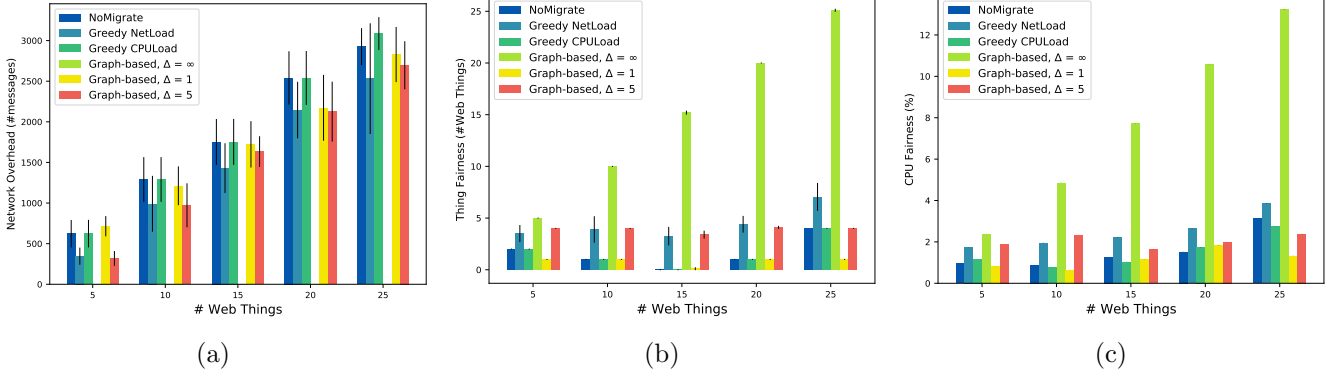 NoMigrate
Greedy NetLoad
Greedy CPULoad
Graph-based, Δ = ∞
Graph-based, Δ = 1
Graph-based, Δ = 5
Network Overhead (#messages)
3000
2500
2000
1500
1000
500
0
5 10 15 20 25
# Web Things
(a)
NoMigrate
Greedy NetLoad
Greedy CPULoad
Graph-based, Δ = ∞
Graph-based, Δ = 1
Graph-based, Δ = 5
Thing Fairness (#Web Things)
25
20
15
10
5
0
5 10 15 20 25
# Web Things
(b)
NoMigrate
Greedy NetLoad
Greedy CPULoad
Graph-based, Δ = ∞
Graph-based, Δ = 1
Graph-based, Δ = 5
CPU Fairness (%)
12
10
8
6
4
2
0
5 10 15 20 25
# Web Things
(c)